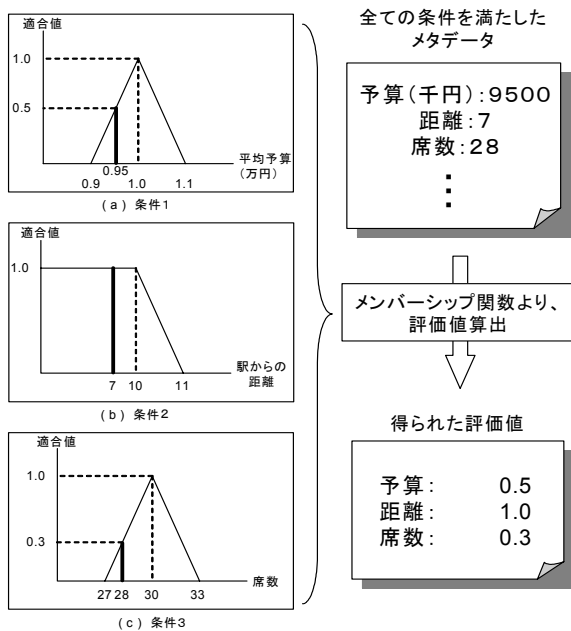 適合値
1.0
0.5
0.95
0.9
1.0
1.1
平均予算
(万円)
(a) 条件1
適合値
1.0
7
10
11
駅からの
距離
(b) 条件2
適合値
1.0
0.3
27
28
30
33
席数
(c) 条件3
全ての条件を満たした
メタデータ
予算(千円):9500
距離:7
席数:28
メンバーシップ関数より、
評価値算出
得られた評価値
予算: 0.5
距離: 1.0
席数: 0.3